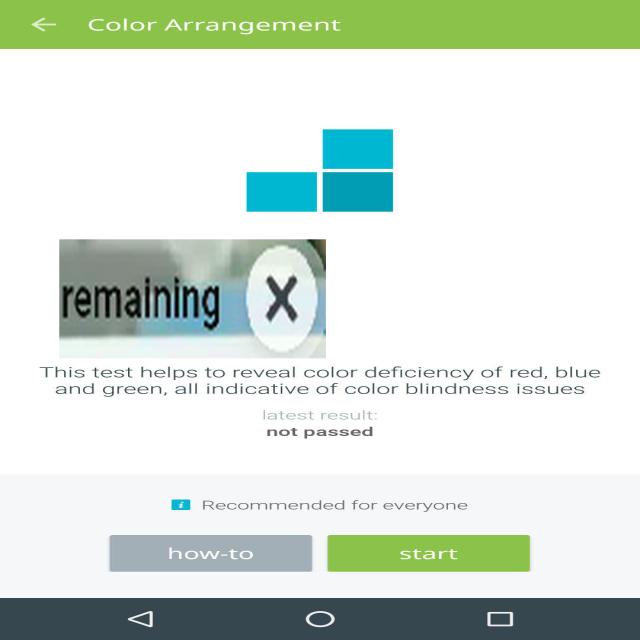 Color Arrangement
remaining X
This test helps to reveal color deficiency of red, blue
and green, all indicative of color blindness issues
latest result:
not passed
i Recommended for everyone
how-to start